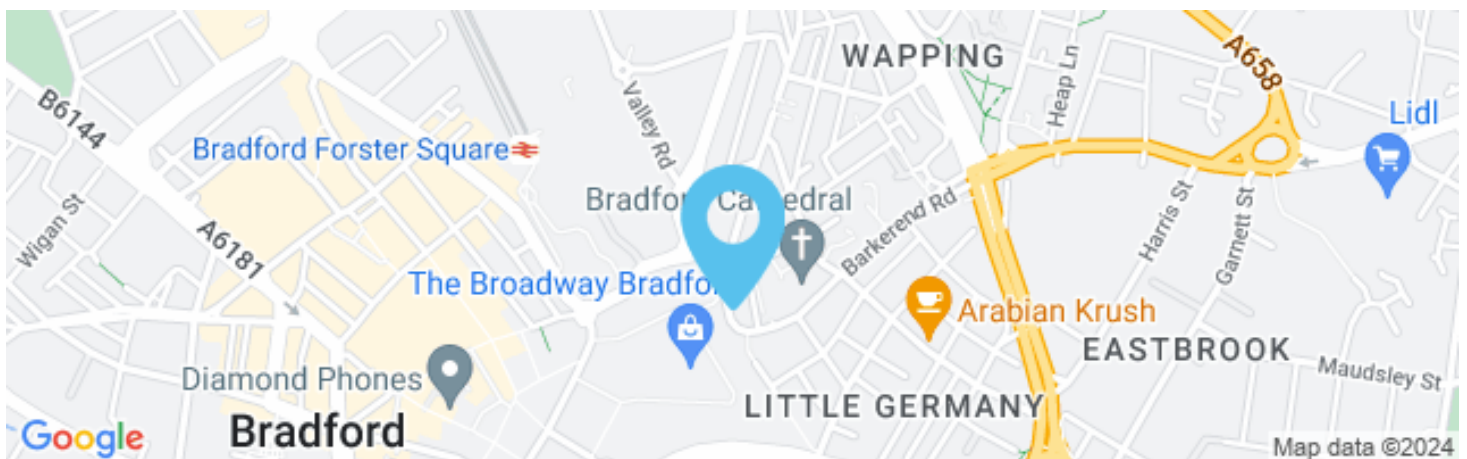 WAPPING
A658
B6144
Valley Rd
Heap Ln
Lidl
Bradford Forster Square
Wigan St
A6181
Bradford Cathedral
Barkerend Rd
Harris St
Garnett St
The Broadway Bradford
Arabian Krush
EASTBROOK
Maudsley St
Diamond Phones
LITTLE GERMANY
Bradford
Google
Map data ©2024